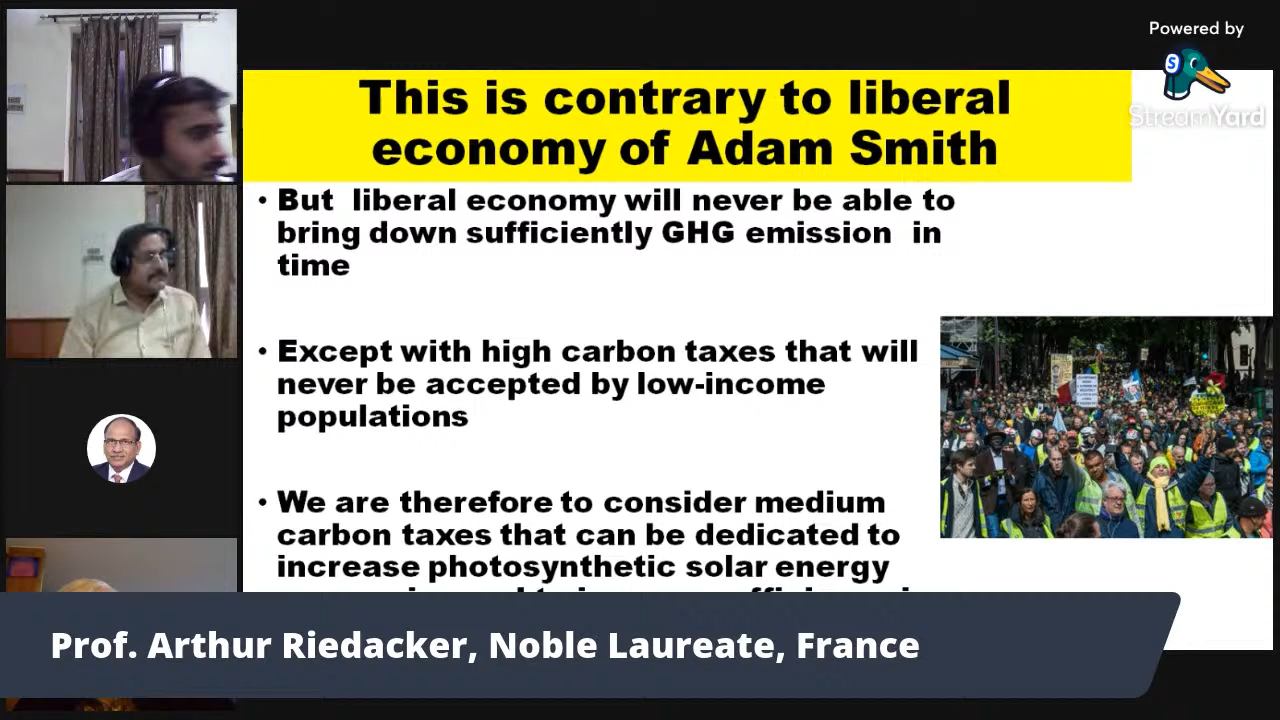 Powered by
StreamYard
This is contrary to liberal
economy of Adam Smith
• But liberal economy will never be able to
bring down sufficiently GHG emission in
time
• Except with high carbon taxes that will
never be accepted by low-income
populations
• We are therefore to consider medium
carbon taxes that can be dedicated to
increase photosynthetic solar energy
Prof. Arthur Riedacker, Noble Laureate, France